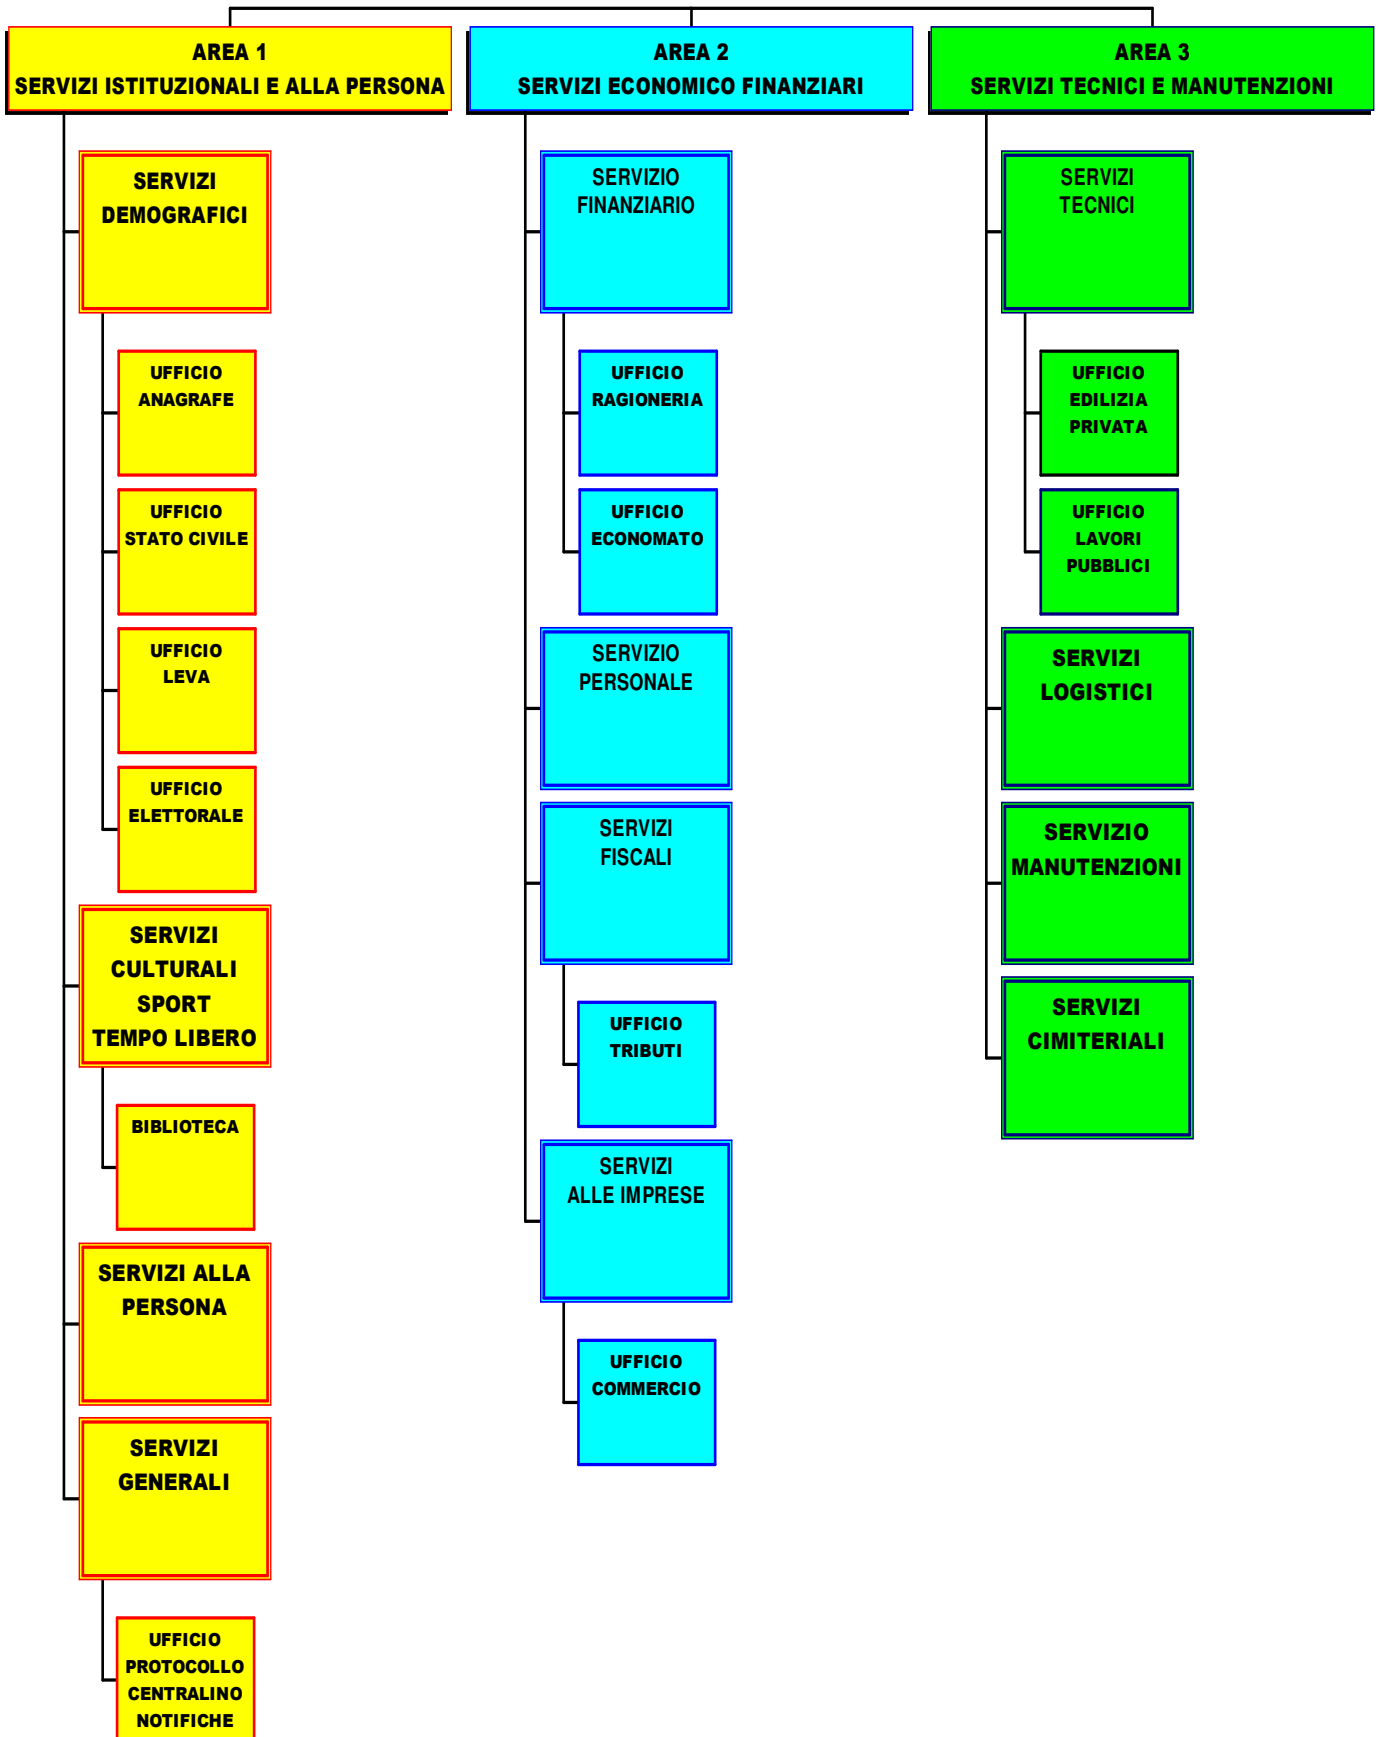 AREA 1
SERVIZI ISTITUZIONALI E ALLA PERSONA
SERVIZI
DEMOGRAFICI
UFFICIO
ANAGRAFE
UFFICIO
STATO CIVILE
UFFICIO
LEVA
UFFICIO
ELETTORALE
SERVIZI
CULTURALI
SPORT
TEMPO LIBERO
BIBLIOTECA
SERVIZI ALLA
PERSONA
SERVIZI
GENERALI
UFFICIO
PROTOCOLLO
CENTRALINO
NOTIFICHE
AREA 2
SERVIZI ECONOMICO FINANZIARI
SERVIZIO
FINANZIARIO
UFFICIO
RAGIONERIA
UFFICIO
ECONOMATO
SERVIZIO
PERSONALE
SERVIZI
FISCALI
UFFICIO
TRIBUTI
SERVIZI
ALLE IMPRESE
UFFICIO
COMMERCIO
AREA 3
SERVIZI TECNICI E MANUTENZIONI
SERVIZI
TECNICI
UFFICIO
EDILIZIA
PRIVATA
UFFICIO
LAVORI
PUBBLICI
SERVIZI
LOGISTICI
SERVIZIO
MANUTENZIONI
SERVIZI
CIMITERIALI